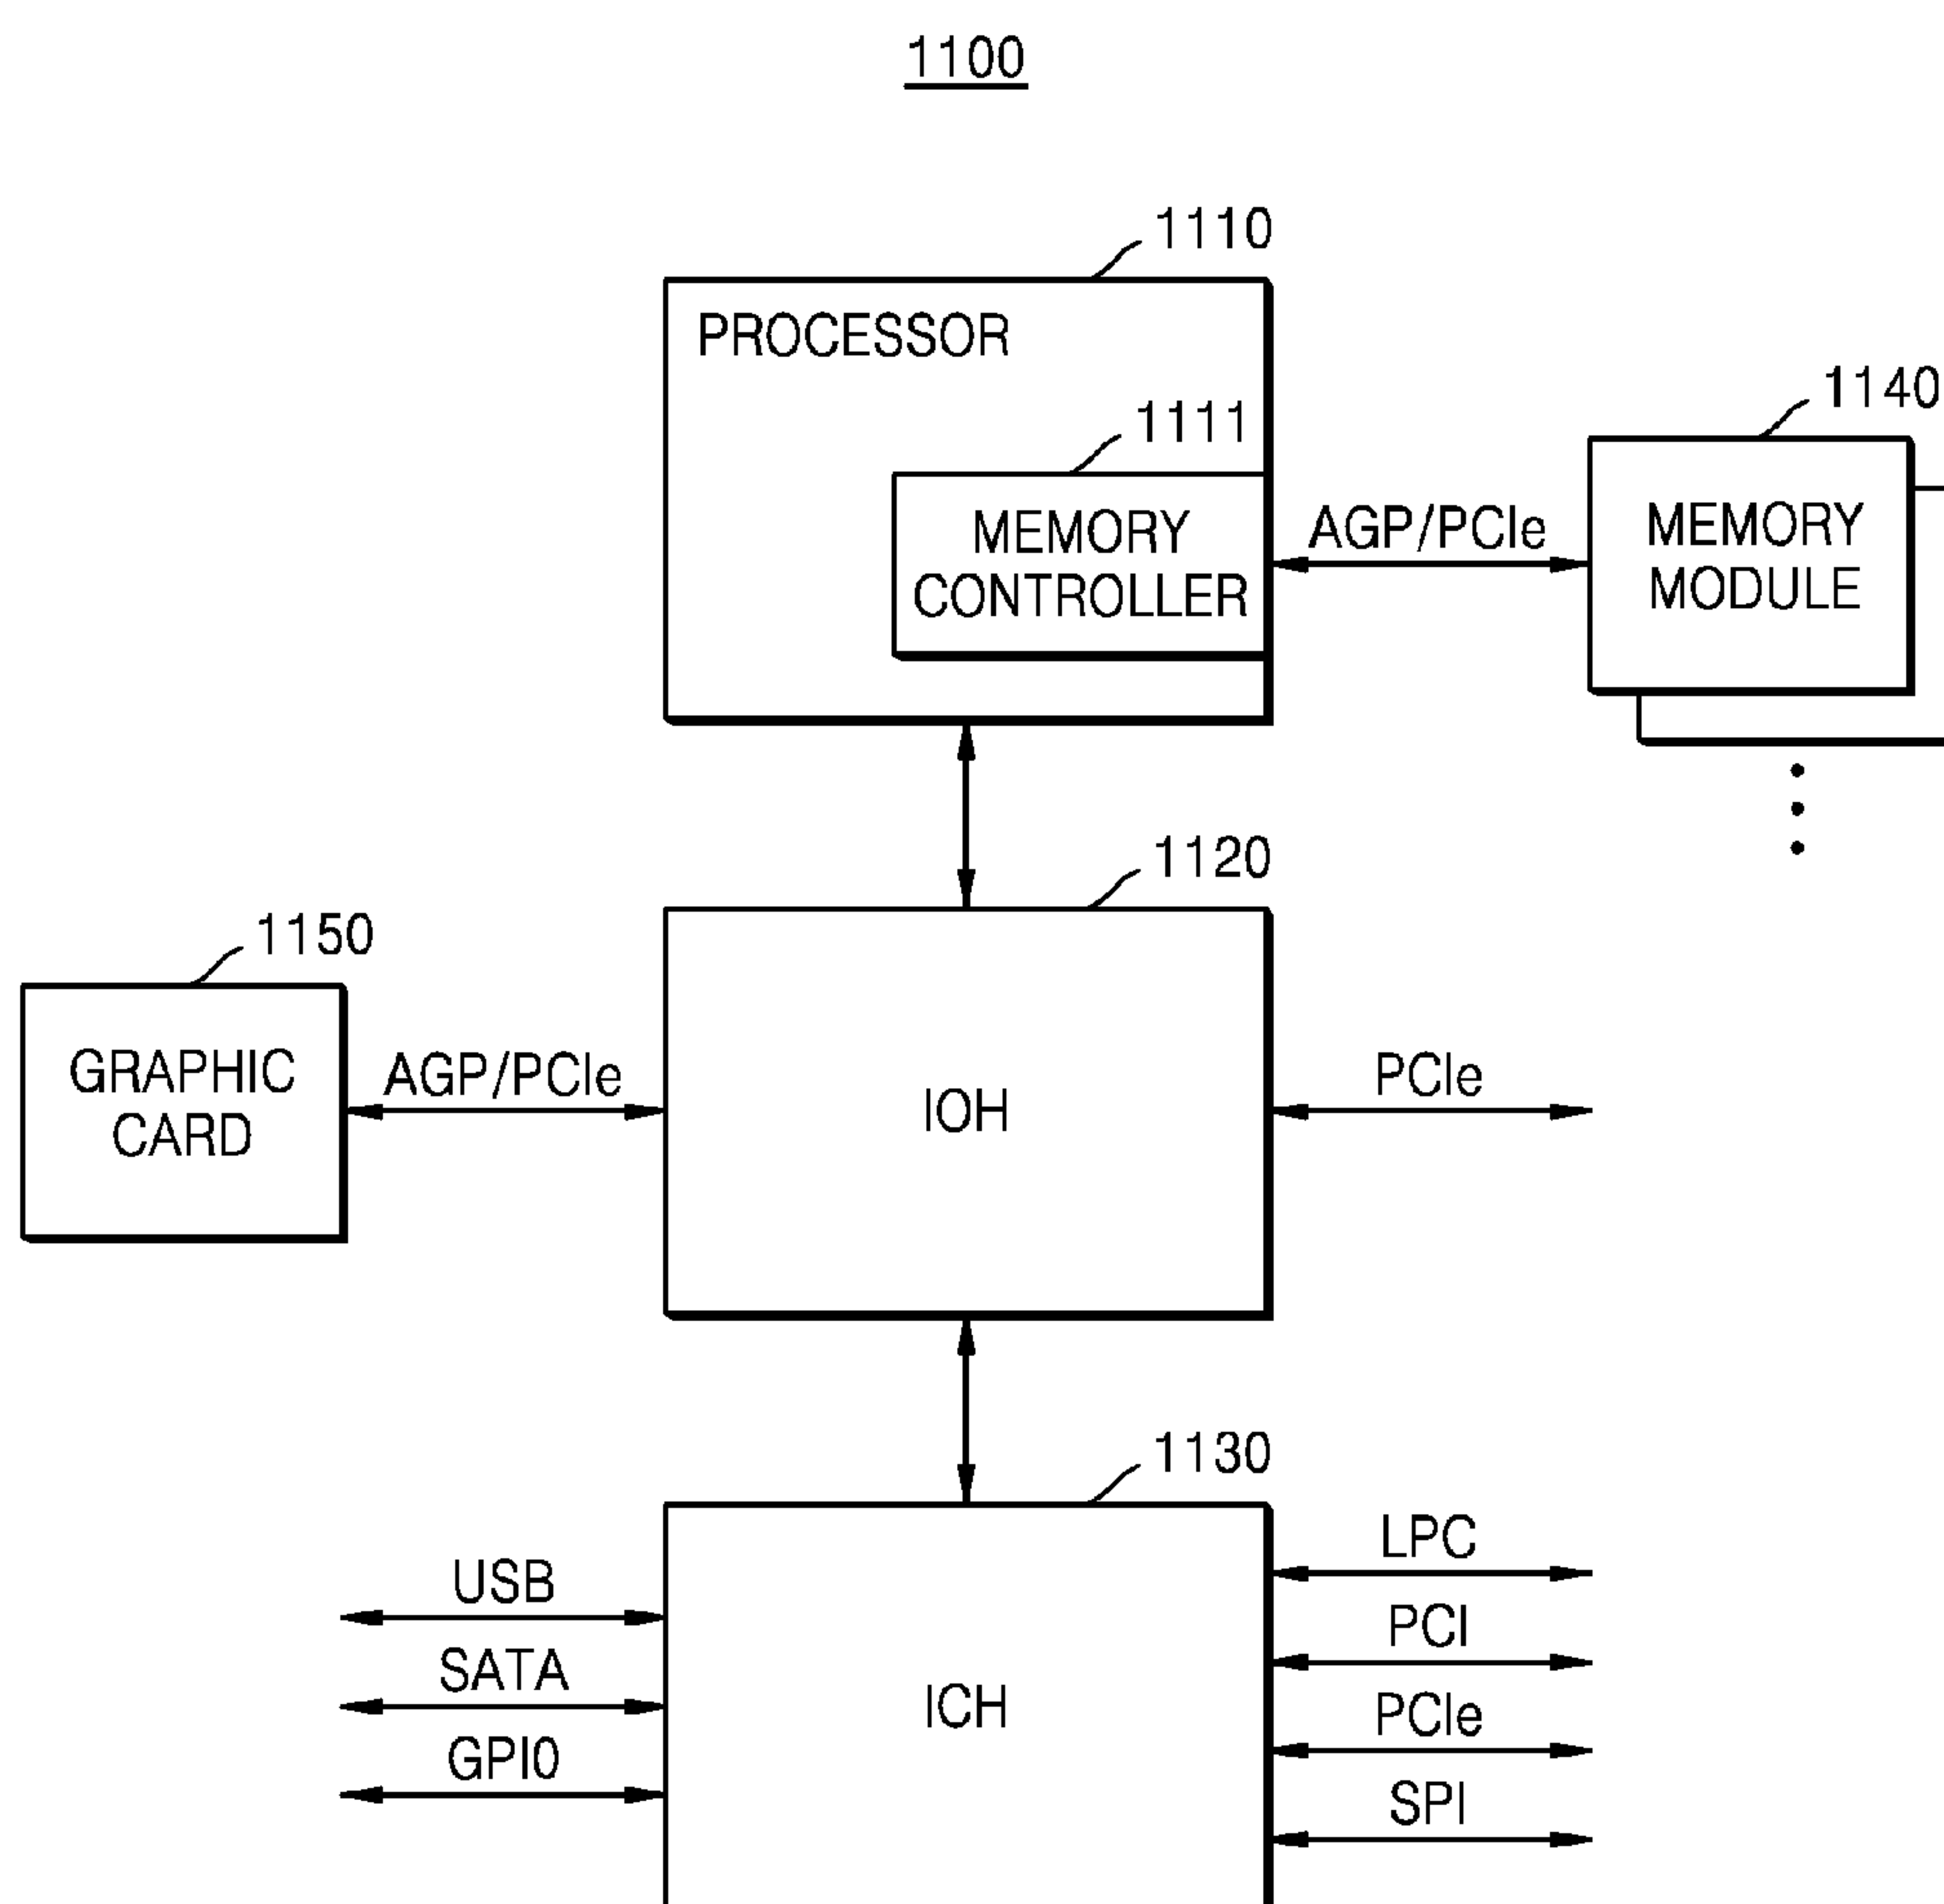 1100
1110
PROCESSOR
1111
MEMORY
CONTROLLER
AGP/PCIe
1140
MEMORY
MODULE
1120
1150
GRAPHIC
CARD
AGP/PCIe
IOH
PCIe
1130
USB
SATA
GPI0
ICH
LPC
PCI
PCIe
SPI